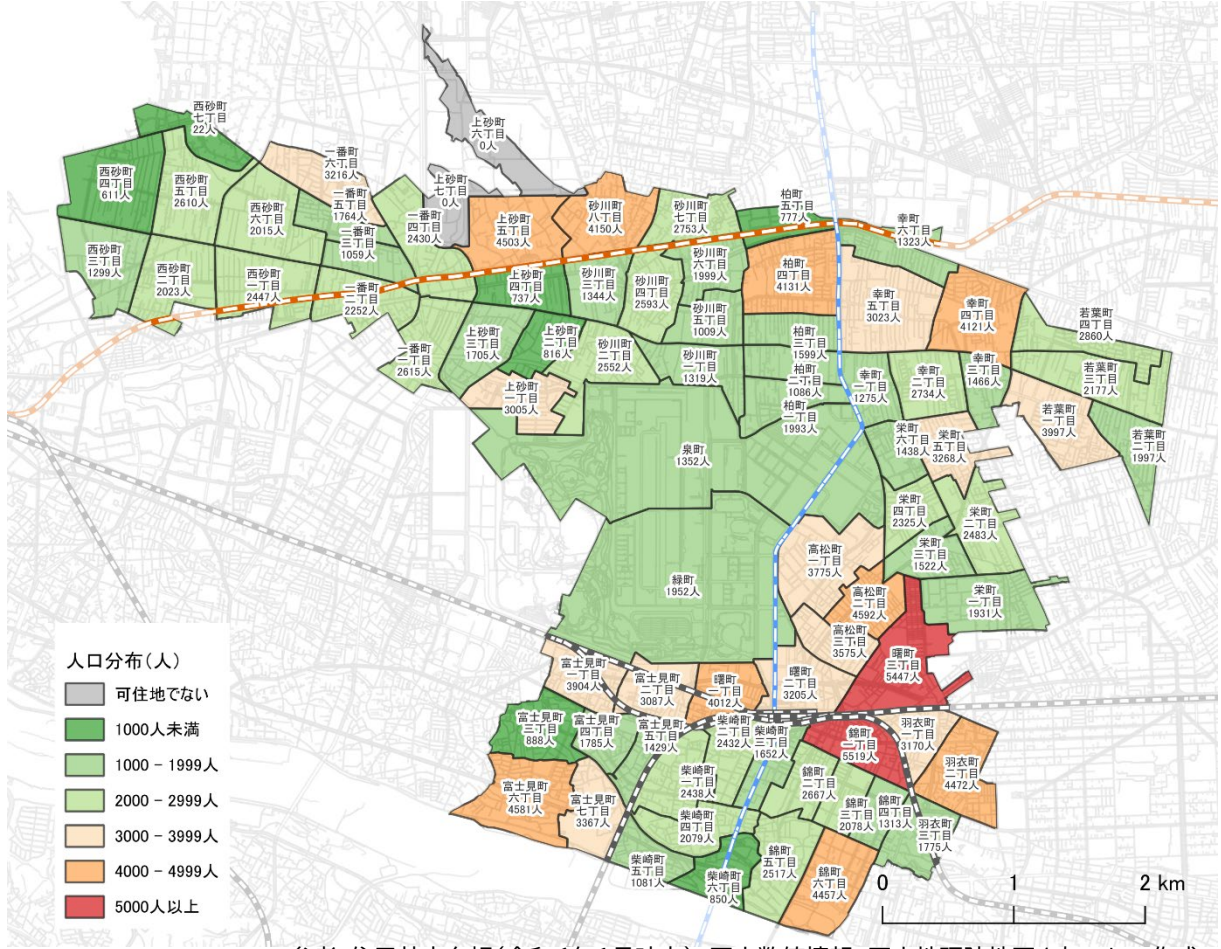 西砂町
七丁目
22人
上砂町
六丁目
0人
一番町
六丁目
3216人
上砂町
七丁目
0人
西砂町
四丁目
611人
西砂町
五丁目
2610人
西砂町
六丁目
2015人
一番町
五丁目
1764人
一番町
三丁目
1059人
一番町
四丁目
2430人
上砂町
五丁目
4503人
砂川町
八丁目
4150人
砂川町
七丁目
2753人
柏町
五丁目
777人
幸町
六丁目
1323人
西砂町
三丁目
1299人
西砂町
二丁目
2023人
西砂町
一丁目
2447人
一番町
二丁目
2252人
上砂町
四丁目
737人
砂川町
三丁目
1344人
砂川町
四丁目
2593人
砂川町
六丁目
1999人
柏町
四丁目
4131人
幸町
五丁目
3023人
幸町
四丁目
4121人
若葉町
四丁目
2860人
一番町
一丁目
2615人
上砂町
三丁目
1705人
上砂町
二丁目
816人
砂川町
二丁目
2552人
砂川町
五丁目
1009人
砂川町
一丁目
1319人
柏町
三丁目
1599人
柏町
二丁目
1086人
柏町
一丁目
1993人
幸町
一丁目
1275人
幸町
二丁目
2734人
幸町
三丁目
1466人
若葉町
三丁目
2177人
上砂町
一丁目
3005人
若葉町
一丁目
3997人
若葉町
二丁目
1997人
泉町
1352人
栄町
六丁目
1438人
栄町
五丁目
3268人
栄町
四丁目
2325人
栄町
二丁目
2483人
栄町
三丁目
1522人
高松町
一丁目
3775人
緑町
1952人
高松町
二丁目
4592人
栄町
一丁目
1931人
高松町
三丁目
3575人
曙町
三丁目
5447人
富士見町
一丁目
3904人
富士見町
二丁目
3087人
曙町
一丁目
4012人
曙町
二丁目
3205人
富士見町
三丁目
888人
富士見町
四丁目
1785人
富士見町
五丁目
1429人
柴崎町
二丁目
2432人
柴崎町
三丁目
1652人
錦町
一丁目
5519人
羽衣町
一丁目
3170人
羽衣町
二丁目
4472人
富士見町
六丁目
4581人
富士見町
七丁目
3367人
柴崎町
一丁目
2438人
錦町
二丁目
2667人
錦町
三丁目
2078人
錦町
四丁目
1313人
羽衣町
三丁目
1775人
柴崎町
四丁目
2079人
柴崎町
五丁目
1081人
柴崎町
六丁目
850人
錦町
五丁目
2517人
錦町
六丁目
4457人
人口分布(人)
可住地でない
1000人未満
1000 - 1999人
2000 - 2999人
3000 - 3999人
4000 - 4999人
5000人以上
0 1 2 km